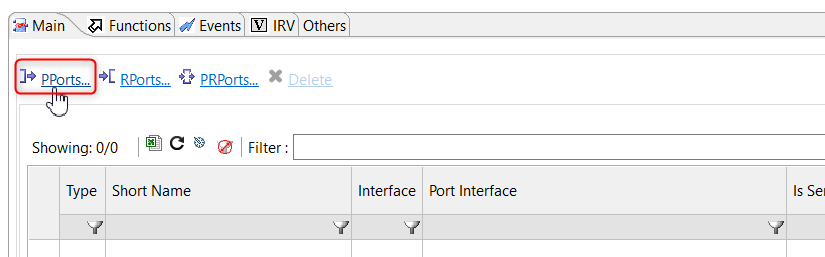 Main Functions Events V IRV Others
PPorts... RPorts... PRPorts... Delete
Showing: 0/0 Filter :
Type Short Name Interface Port Interface Is Se